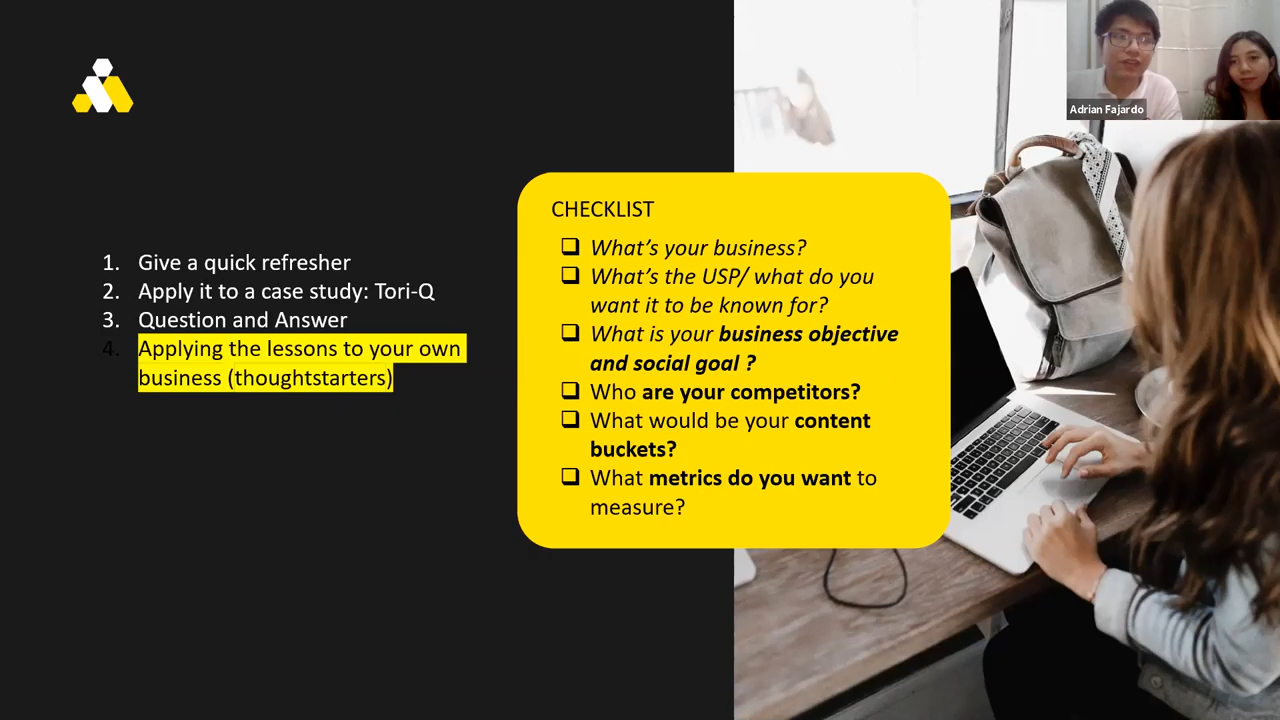 Adrian Fajardo
1. Give a quick refresher
2. Apply it to a case study: Tori-Q
3. Question and Answer
4. Applying the lessons to your own
business (thoughtstarters)
CHECKLIST
❑ What’s your business?
❑ What’s the USP/ what do you
want it to be known for?
❑ What is your business objective
and social goal ?
❑ Who are your competitors?
❑ What would be your content
buckets?
❑ What metrics do you want to
measure?